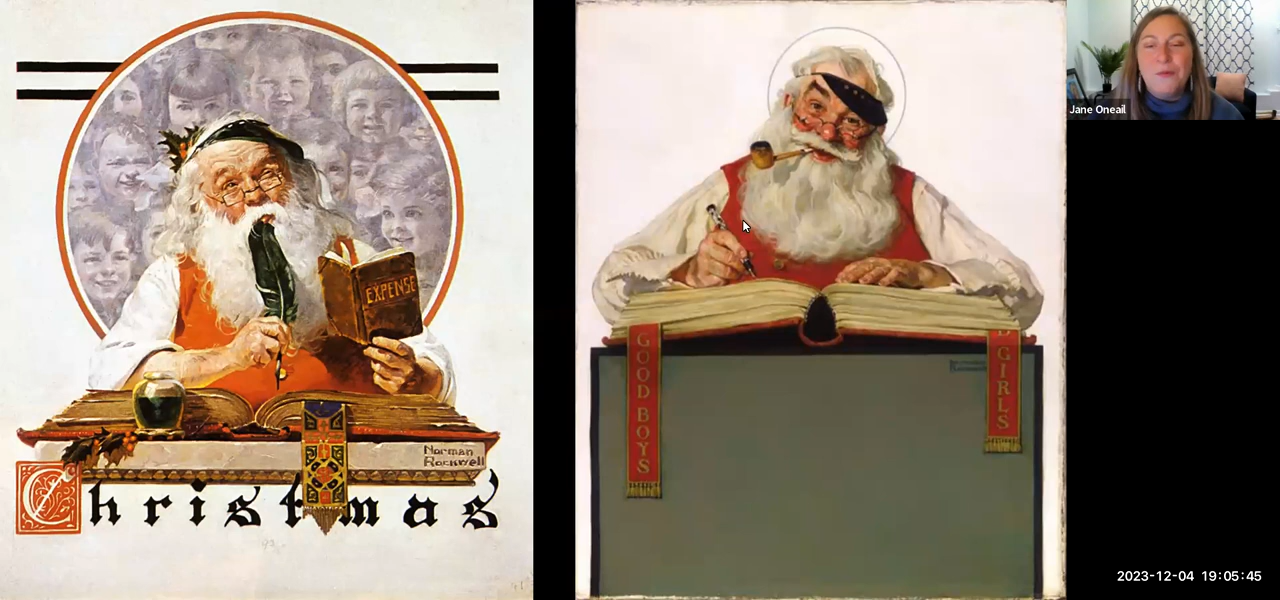 EXPENSE
Norman
Rockwell
Christmas
GOOD BOYS
GIRLS
Jane Oneail
2023-12-04 19:05:45